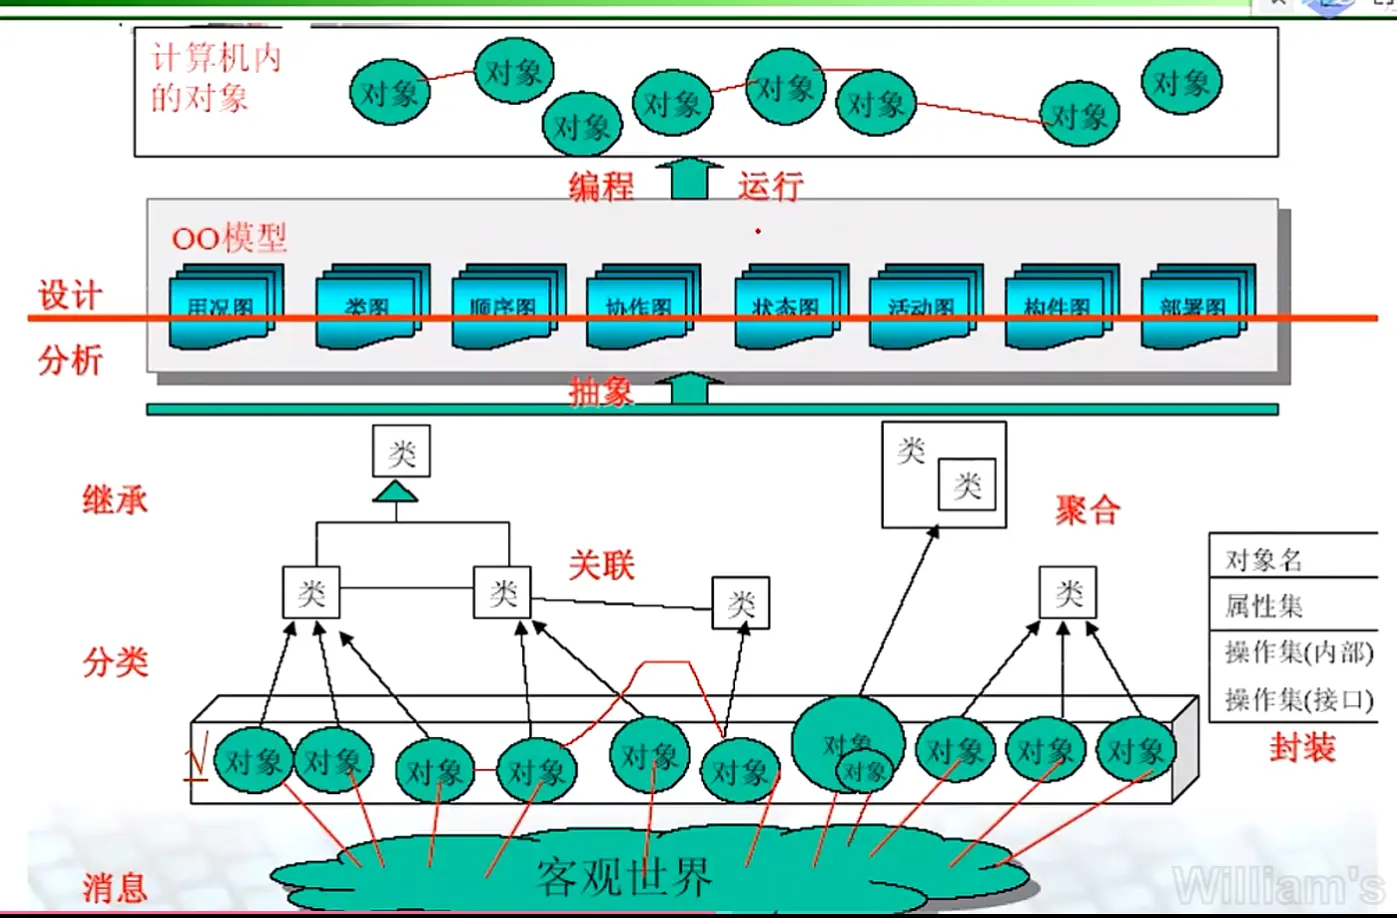 计算机内
的对象
对象
对象
对象
对象
对象
对象
对象
对象
编程
运行
OO模型
用况图
类图
顺序图
协作图
状态图
活动图
构件图
部署图
设计
分析
抽象
类
类
类
继承
聚合
关联
类
类
类
类
对象名
属性集
操作集(内部)
操作集(接口)
封装
分类
对象
对象
对象
对象
对象
对象
对象
对象
对象
对象
对象
客观世界
消息
William's